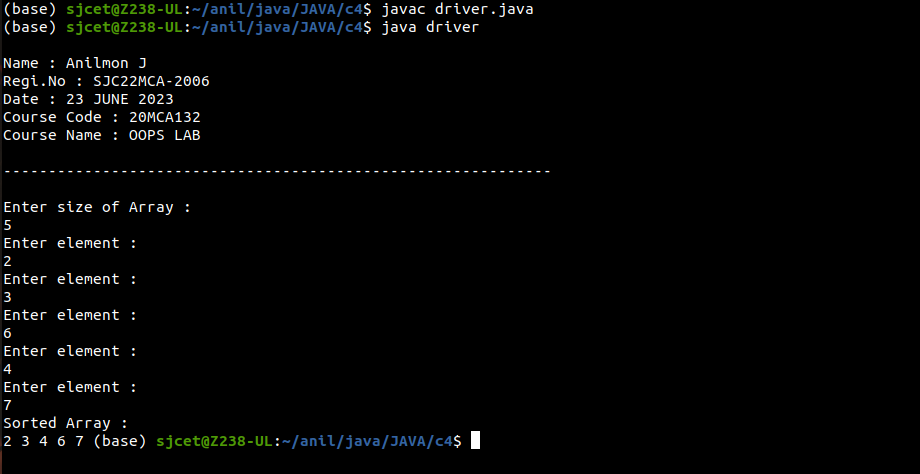 (base) sjcet@Z238-UL:~/anil/java/JAVA/c4$ javac driver.java
(base) sjcet@Z238-UL:~/anil/java/JAVA/c4$ java driver
Name : Anilmon J
Regi.No : SJC22MCA-2006
Date : 23 JUNE 2023
Course Code : 20MCA132
Course Name : OOPS LAB
-------------------------------------------------------------
Enter size of Array :
5
Enter element :
2
Enter element :
3
Enter element :
6
Enter element :
4
Enter element :
7
Sorted Array :
2 3 4 6 7 (base) sjcet@Z238-UL:~/anil/java/JAVA/c4$